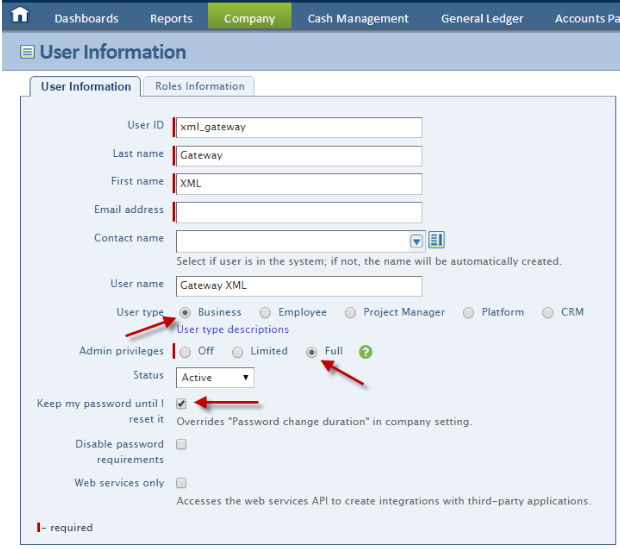 Dashboards Reports Company Cash Management General Ledger Accounts Pa
User Information
User Information Roles Information
User ID xml_gateway
Last name Gateway
First name XML
Email address
Contact name
Select if user is in the system; if not, the name will be automatically created.
User name Gateway XML
User type Business Employee Project Manager Platform CRM
User type descriptions
Admin privileges Off Limited Full ?
Status Active
Keep my password until I
reset it
Overrides "Password change duration" in company setting.
Disable password
requirements
Web services only
Accesses the web services API to create integrations with third-party applications.
– required